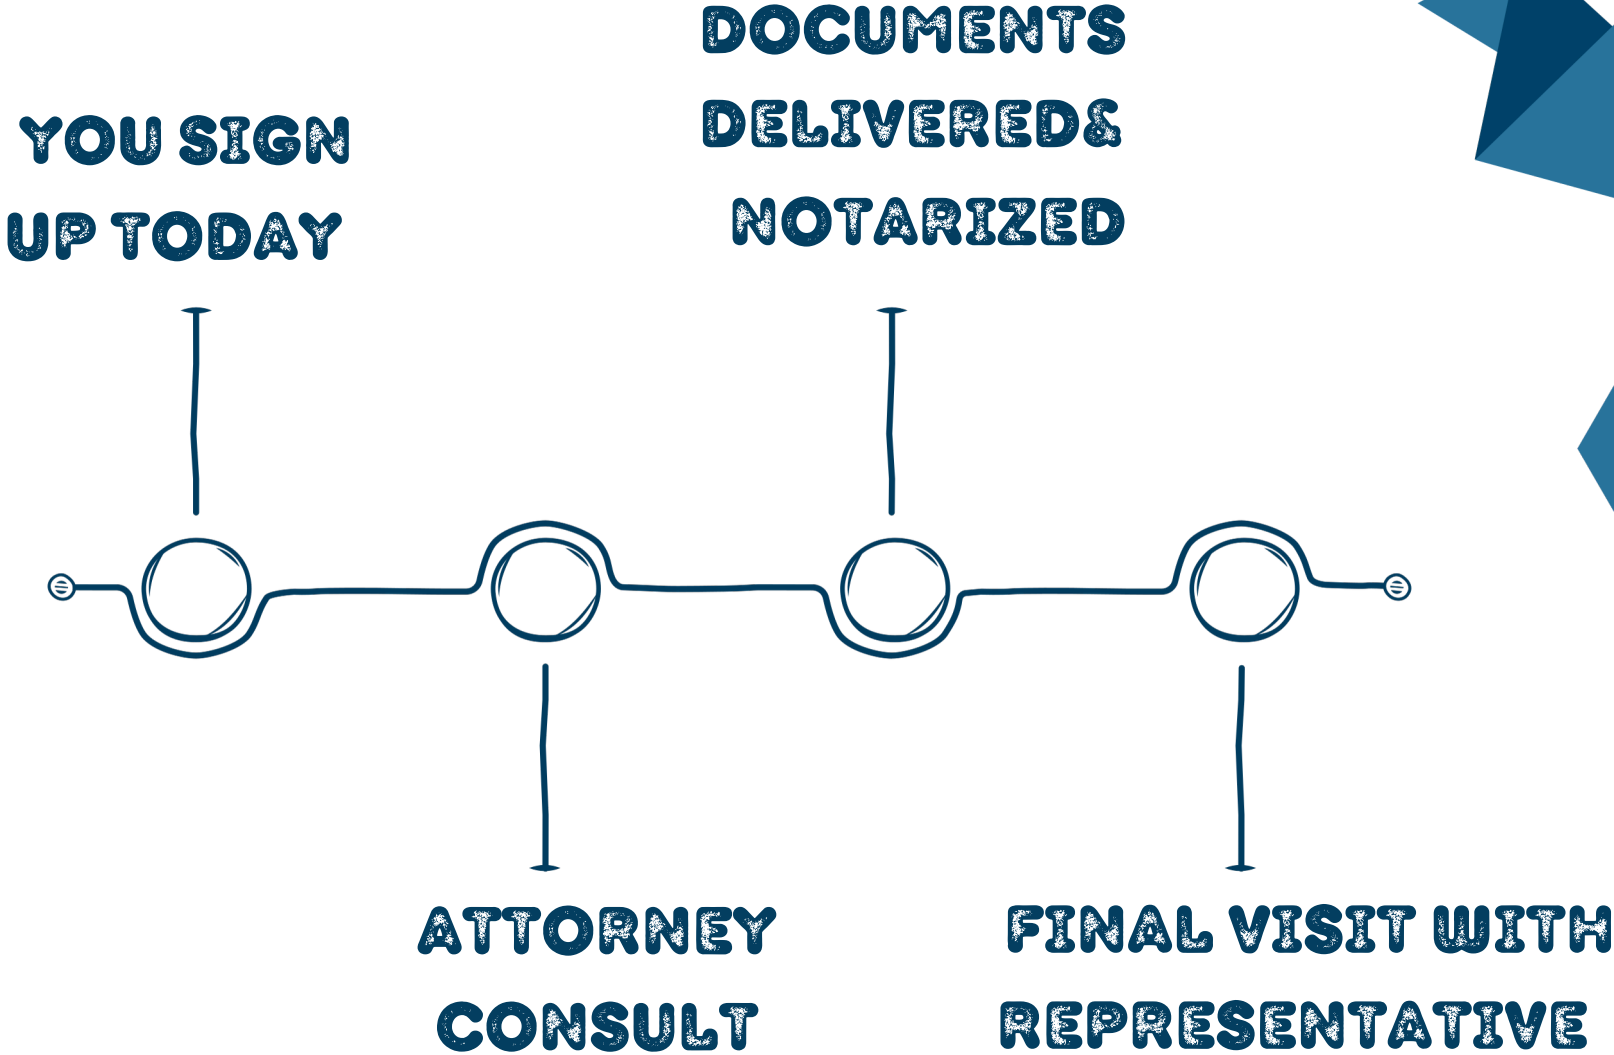 YOU SIGN
UP TODAY
ATTORNEY
CONSULT
DOCUMENTS
DELIVERED&
NOTARIZED
FINAL VISIT WITH
REPRESENTATIVE